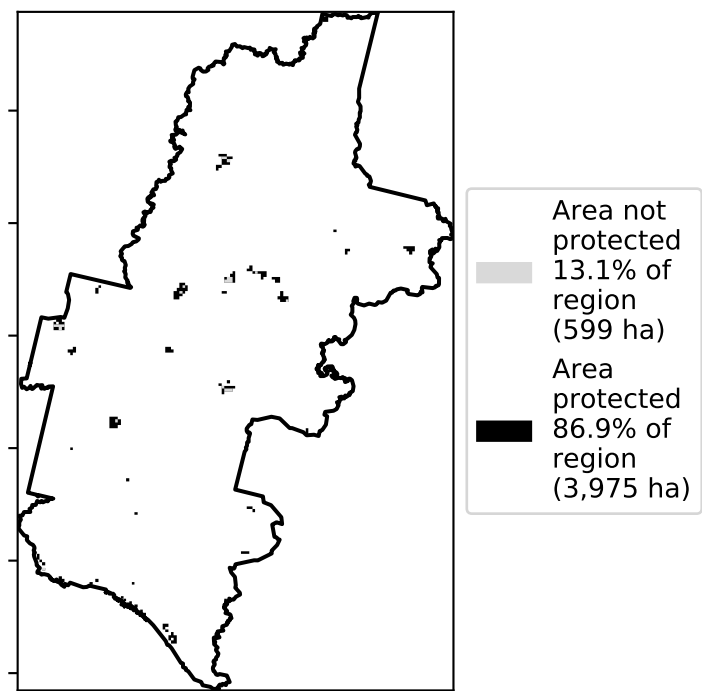 Area not
protected
13.1% of
region
(599 ha)
Area
protected
86.9% of
region
(3,975 ha)